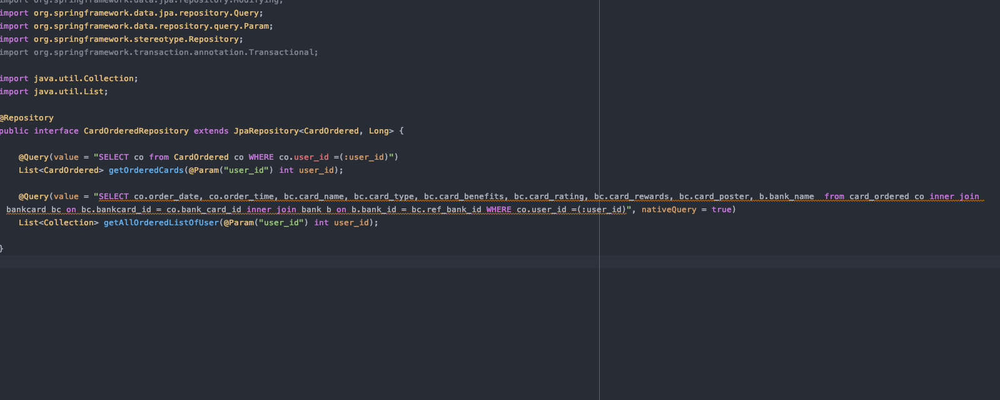 import org.springframework.data.jpa.repository.Modifying;
import org.springframework.data.jpa.repository.Query;
import org.springframework.data.repository.query.Param;
import org.springframework.stereotype.Repository;
import org.springframework.transaction.annotation.Transactional;
import java.util.Collection;
import java.util.List;
@Repository
public interface CardOrderedRepository extends JpaRepository<CardOrdered, Long> {
@Query(value = "SELECT co from CardOrdered co WHERE co.user_id =(:user_id)")
List<CardOrdered> getOrderedCards(@Param("user_id") int user_id);
@Query(value = "SELECT co.order_date, co.order_time, bc.card_name, bc.card_type, bc.card_benefits, bc.card_rating, bc.card_rewards, bc.card_poster, b.bank_name  from card_ordered co inner join
bankcard bc on bc.bankcard_id = co.bank_card_id inner join bank b on b.bank_id = bc.ref_bank_id WHERE co.user_id =(:user_id)", nativeQuery = true)
List<Collection> getAllOrderedListOfUser(@Param("user_id") int user_id);
}